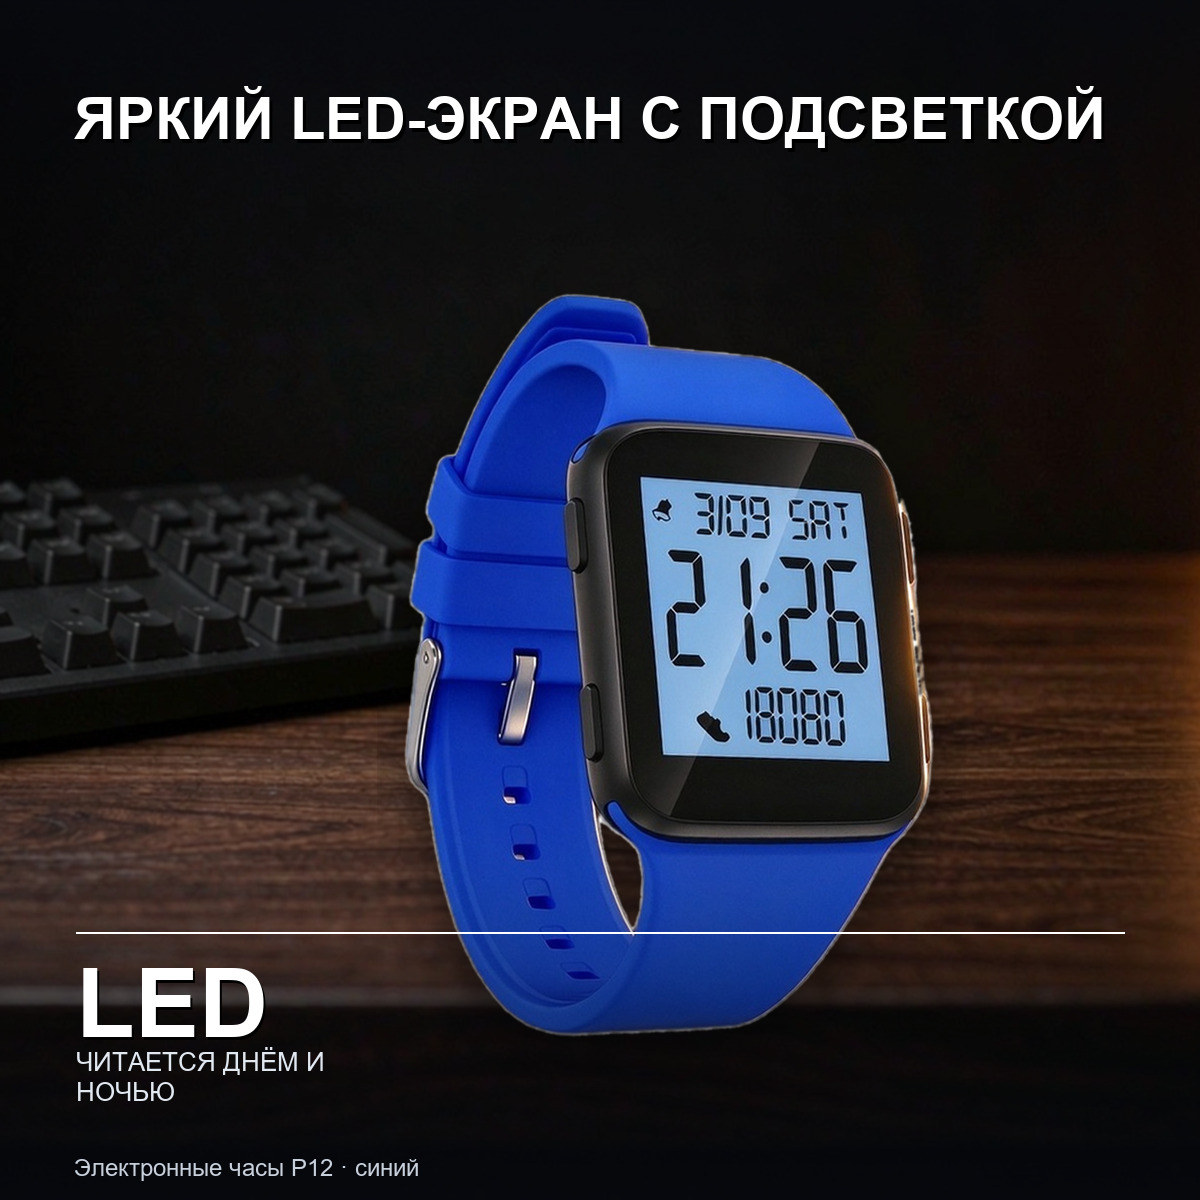 ЯРКИЙ LED-ЭКРАН С ПОДСВЕТКОЙ
3/09 SAT
21:26
18080
LED
ЧИТАЕТСЯ ДНЁМ И
НОЧЬЮ
Электронные часы P12 · синий